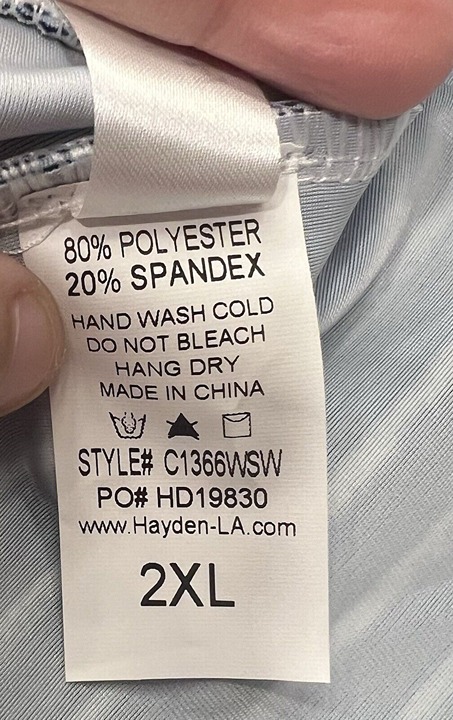 80% POLYESTER
20% SPANDEX
HAND WASH COLD
DO NOT BLEACH
HANG DRY
MADE IN CHINA
STYLE# C1366WSW
PO# HD19830
www.Hayden-LA.com
2XL